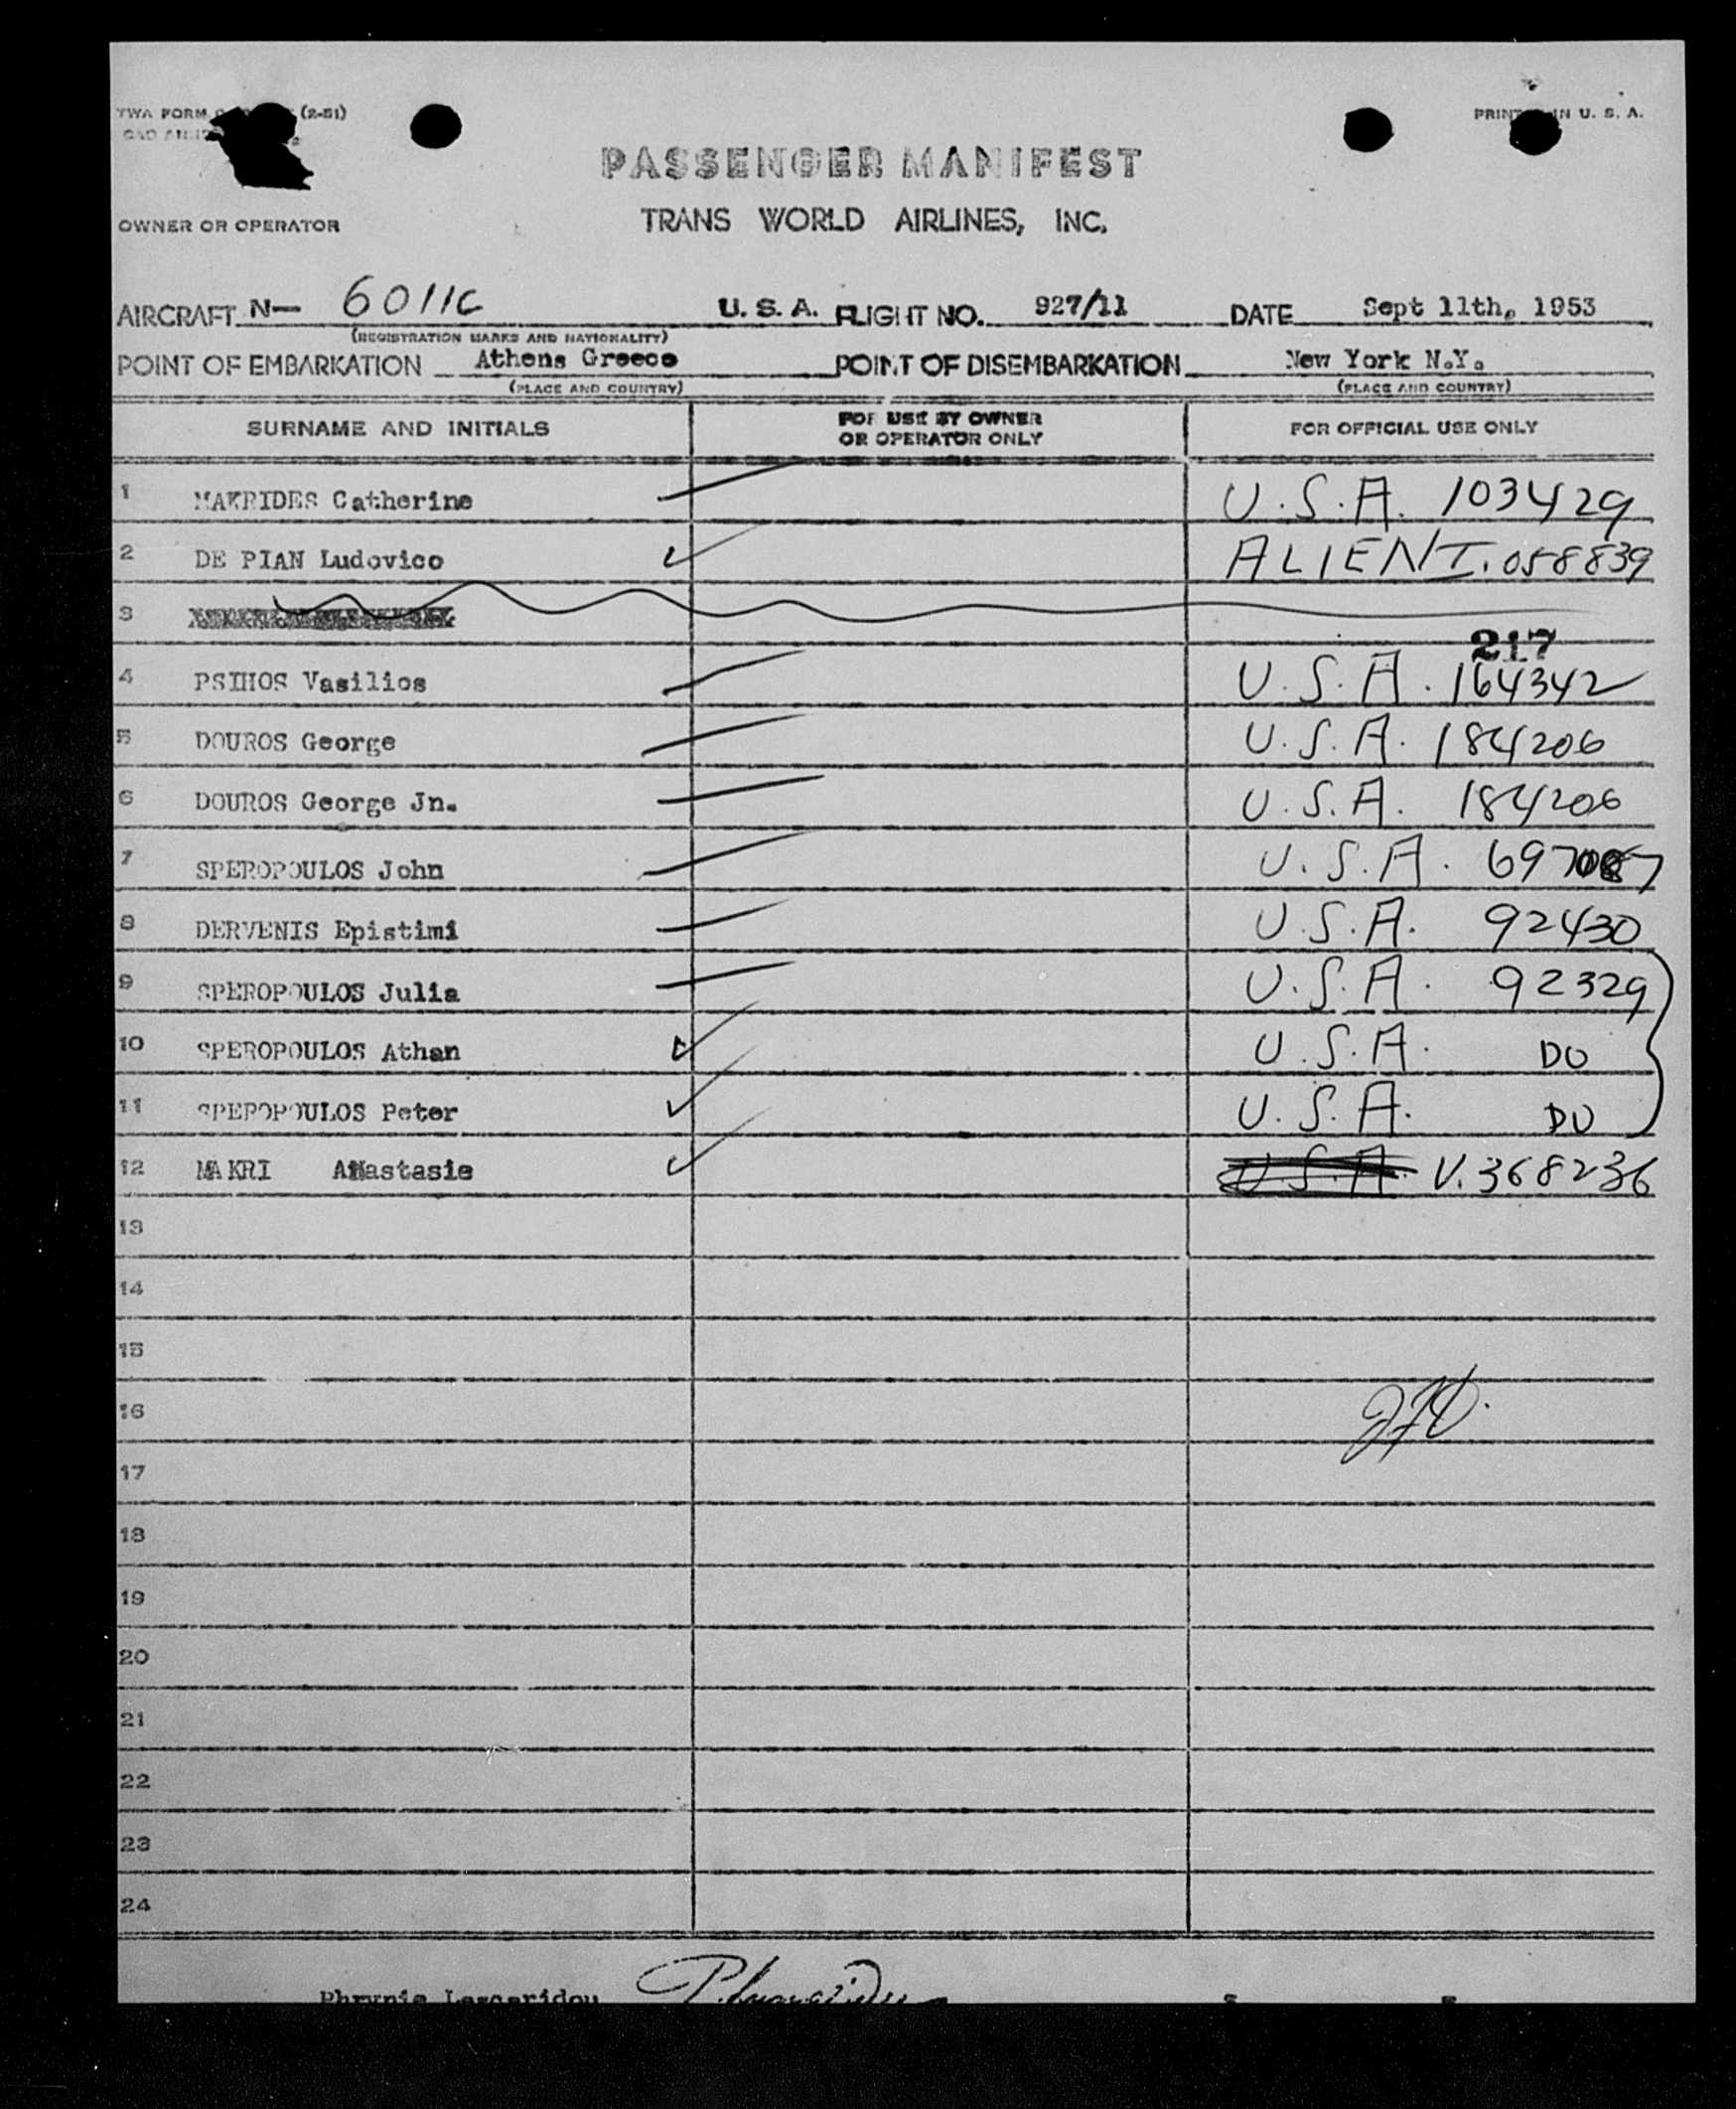 TWA FORM (2-51)
PRINTED IN U. S. A.
PASSENGER MANIFEST
OWNER OR OPERATOR TRANS WORLD AIRLINES, INC.
AIRCRAFT N— 6011C U. S. A. FLIGHT NO. 927/11 DATE Sept 11th, 1953
(REGISTRATION MARKS AND NATIONALITY)
POINT OF EMBARKATION Athens Greece POINT OF DISEMBARKATION New York N.Y.
(PLACE AND COUNTRY) (PLACE AND COUNTRY)
SURNAME AND INITIALS FOR USE BY OWNER OR OPERATOR ONLY FOR OFFICIAL USE ONLY
1 MAKRIDES Catherine U.S.A. 103429
2 DE PIAN Ludovico ALIEN I.058839
3
217
4 PSIHOS Vasilios U.S.A. 164342
5 DOUROS George U.S.A. 184206
6 DOUROS George Jn. U.S.A. 184206
7 SPEROPOULOS John U.S.A.
8 DERVENIS Epistimi U.S.A. 92430
9 SPEROPOULOS Julia U.S.A. 92329
10 SPEROPOULOS Athan U.S.A. DO
11 SPEROPOULOS Peter U.S.A. DO
12 MAKRI Anastasie U.S.A. V.368236
13
14
15
16
17
18
19
20
21
22
23
24
Phrynie Lascaridou